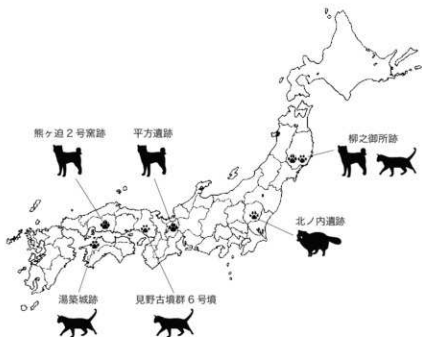 熊ヶ迫２号窯跡
平方遺跡
柳之御所跡
北ノ内遺跡
湯築城跡
見野古墳群６号墳